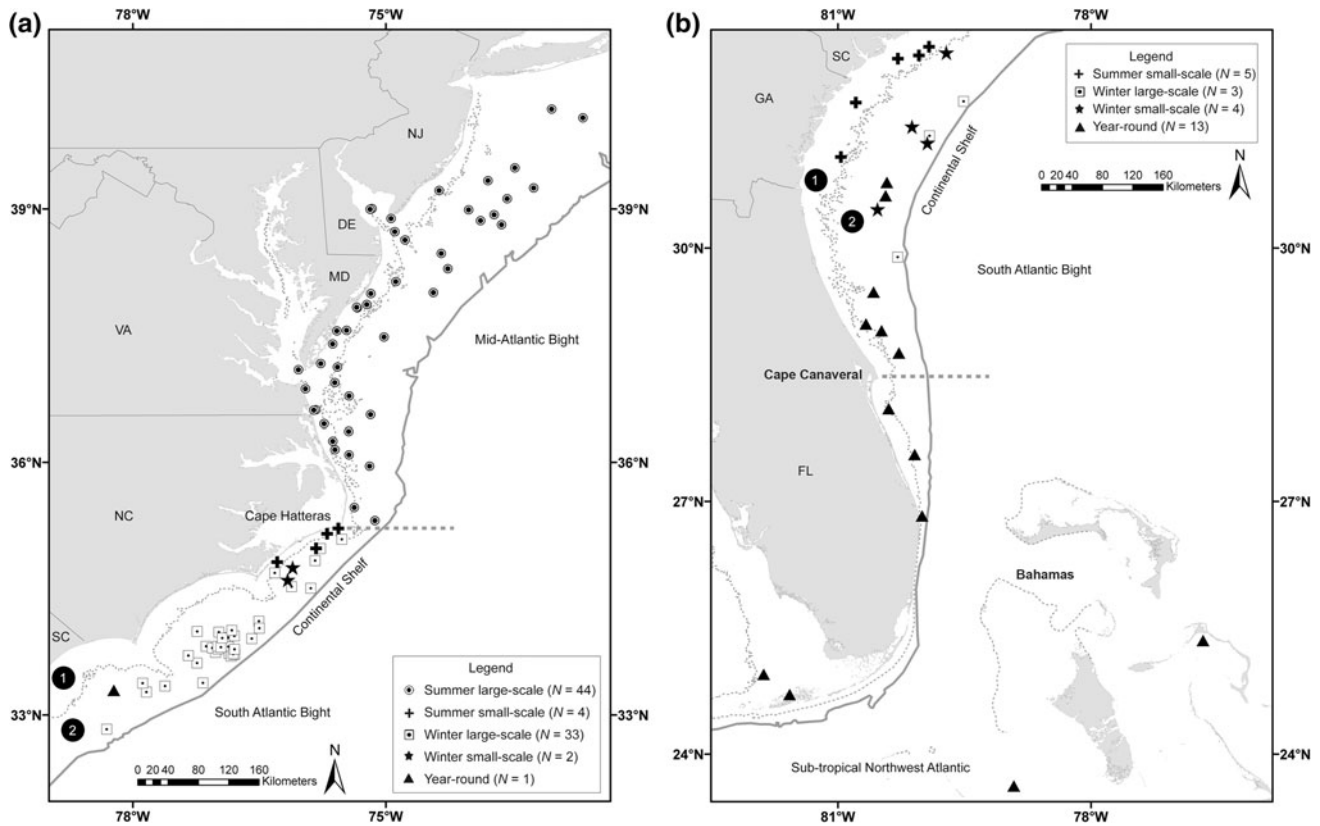 (a)
78°W
75°W
NJ
39°N
DE
MD
VA
Mid-Atlantic Bight
36°N
36°N
NC
Cape Hatteras
Continental Shelf
SC
1
2
33°N
South Atlantic Bight
Legend
Summer large-scale (N = 44)
Summer small-scale (N = 4)
Winter large-scale (N = 33)
Winter small-scale (N = 2)
Year-round (N = 1)
N
0 20 40 80 120 160
Kilometers
78°W
75°W
39°N
33°N
(b)
81°W
78°W
SC
GA
Legend
Summer small-scale (N = 5)
Winter large-scale (N = 3)
Winter small-scale (N = 4)
Year-round (N = 13)
N
0 20 40 80 120 160
Kilometers
1
2
Continental Shelf
30°N
30°N
South Atlantic Bight
Cape Canaveral
FL
27°N
27°N
Bahamas
24°N
24°N
Sub-tropical Northwest Atlantic
81°W
78°W